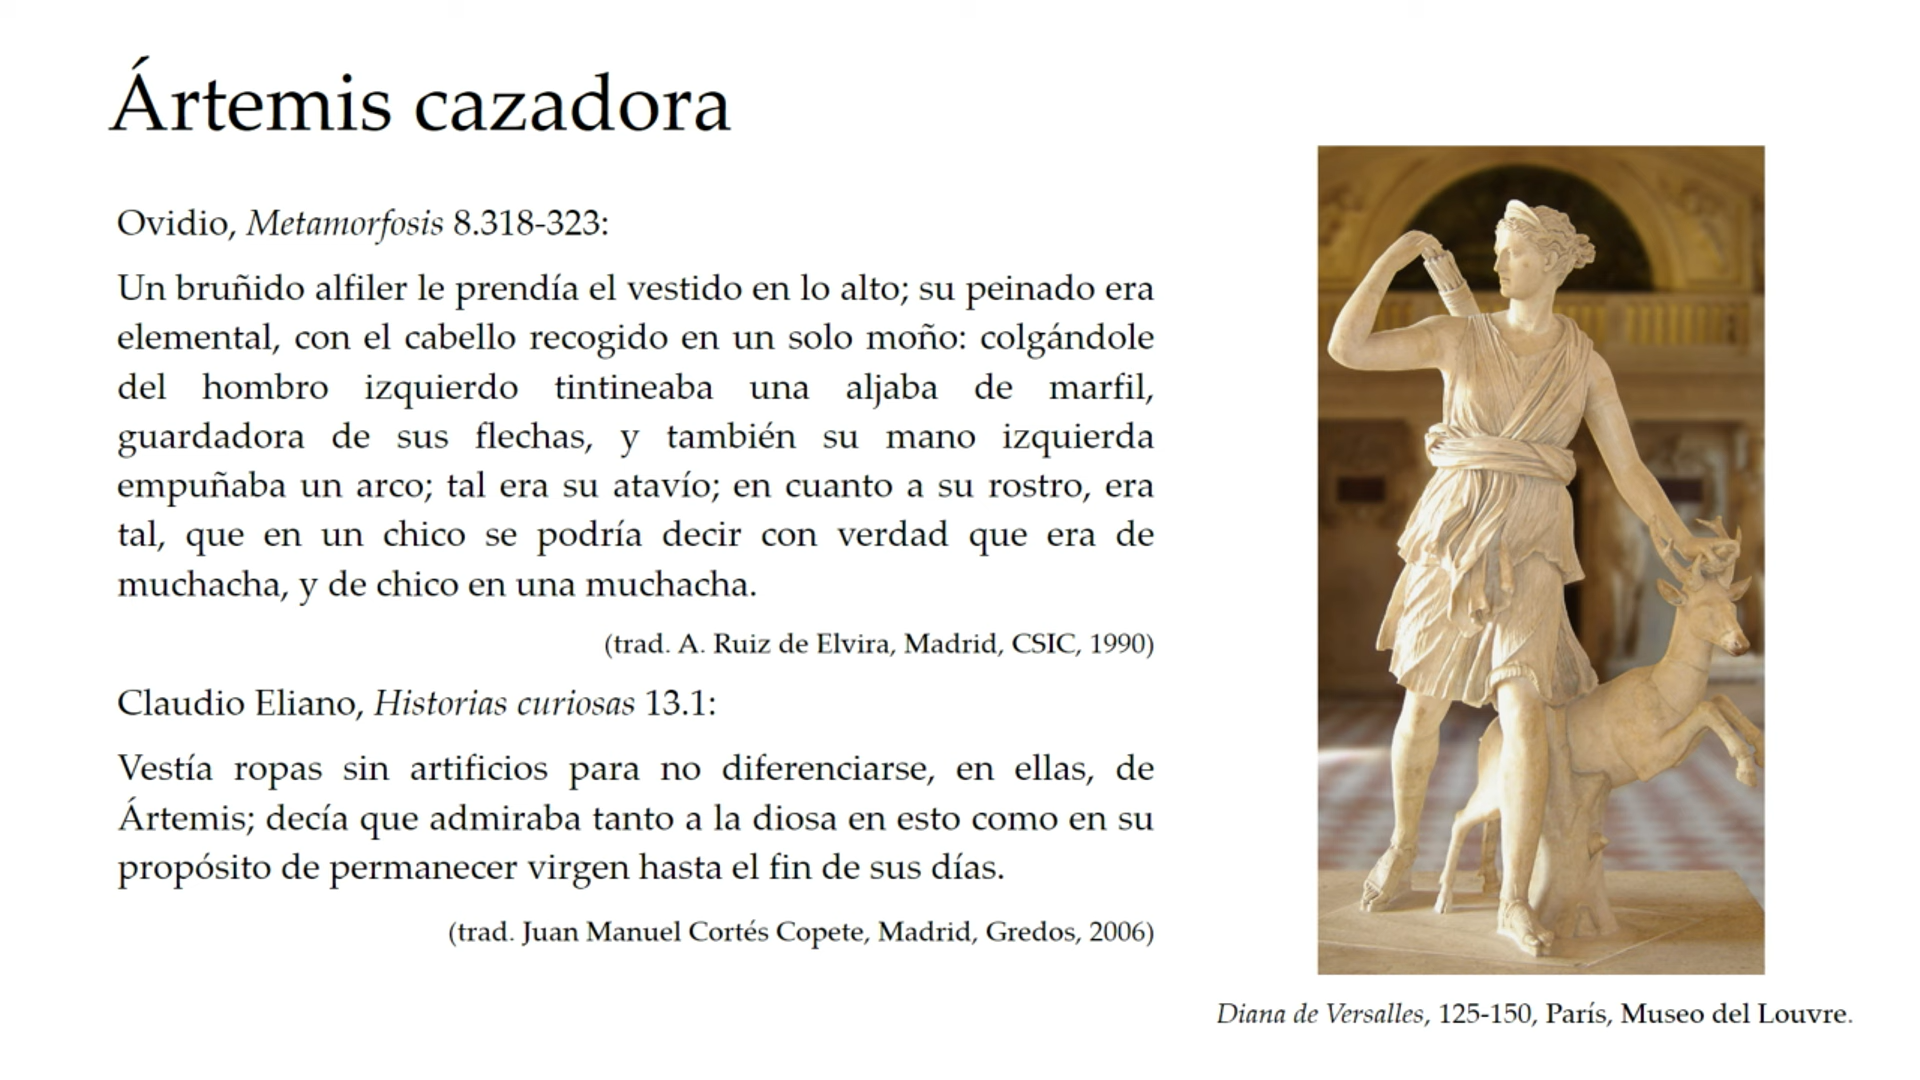 Ártemis cazadora
Ovidio, Metamorfosis 8.318-323:
Un bruñido alfiler le prendía el vestido en lo alto; su peinado era
elemental, con el cabello recogido en un solo moño: colgándole
del hombro izquierdo tintineaba una aljaba de marfil,
guardadora de sus flechas, y también su mano izquierda
empuñaba un arco; tal era su atavío; en cuanto a su rostro, era
tal, que en un chico se podría decir con verdad que era de
muchacha, y de chico en una muchacha.
(trad. A. Ruiz de Elvira, Madrid, CSIC, 1990)
Claudio Eliano, Historias curiosas 13.1:
Vestía ropas sin artificios para no diferenciarse, en ellas, de
Ártemis; decía que admiraba tanto a la diosa en esto como en su
propósito de permanecer virgen hasta el fin de sus días.
(trad. Juan Manuel Cortés Copete, Madrid, Gredos, 2006)
Diana de Versalles, 125-150, París, Museo del Louvre.